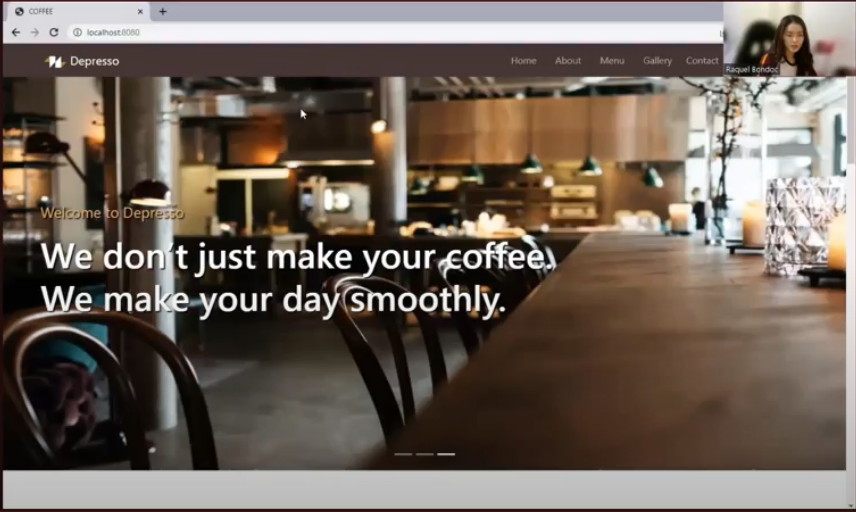 COFFEE
localhost:8080
Depresso
Home About Menu Gallery Contact
Raquel Bondoc
Welcome to Depresso
We don't just make your coffee.
We make your day smoothly.